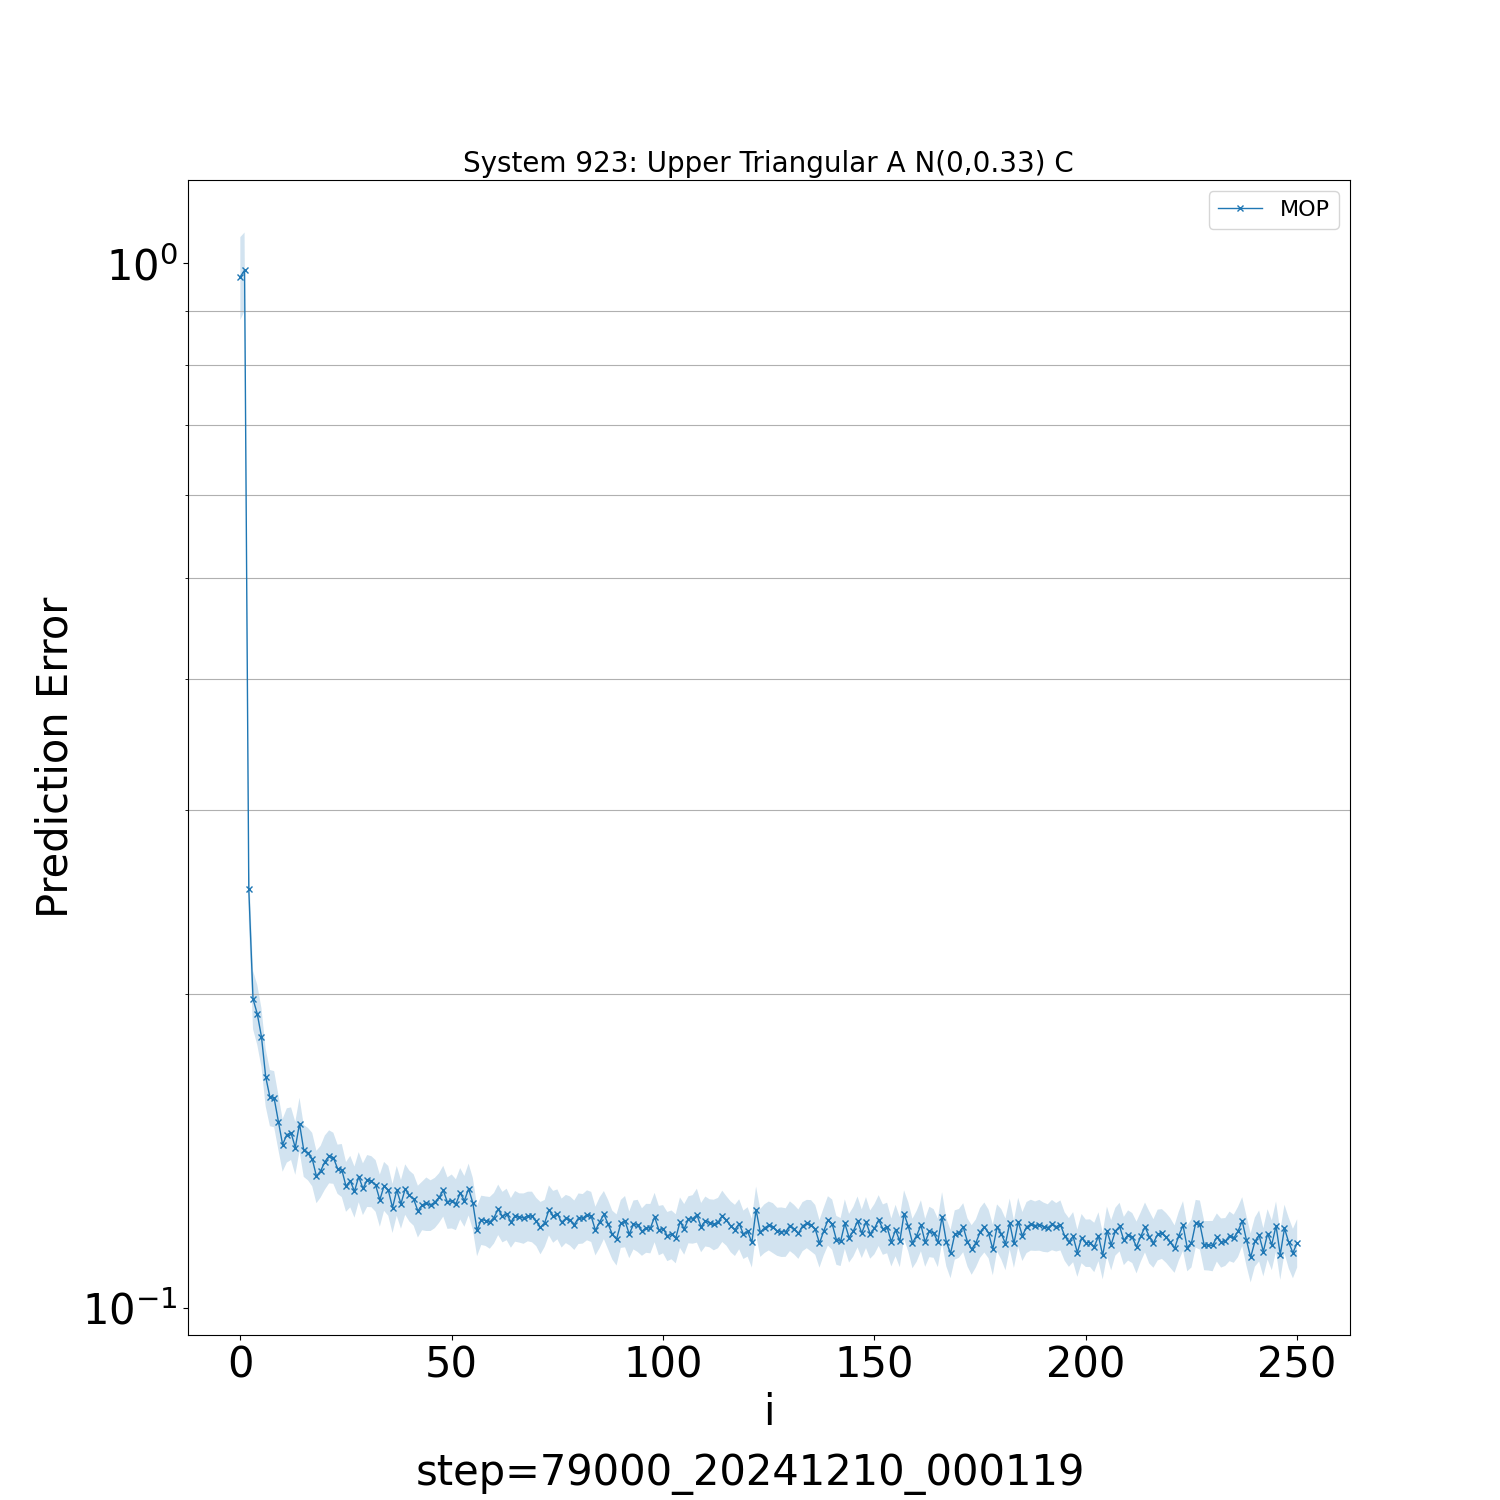 System 923: Upper Triangular A N(0,0.33) C
MOP
10⁰
10⁻¹
Prediction Error
0 50 100 150 200 250
i
step=79000_20241210_000119